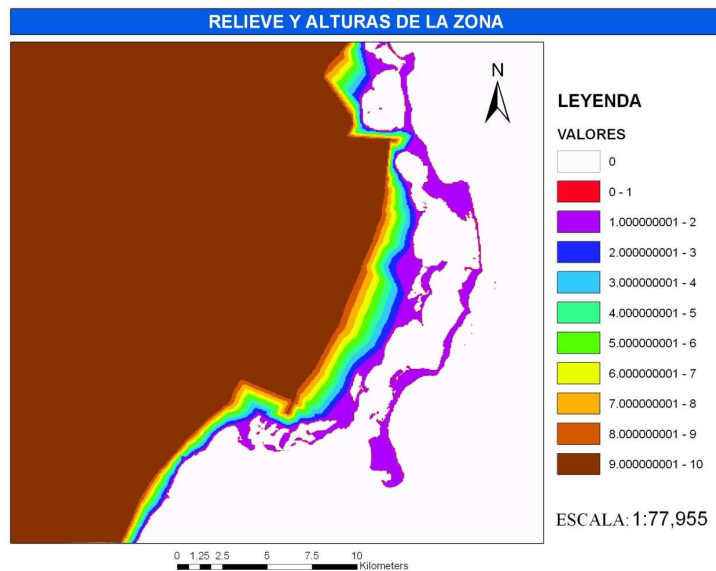 RELIEVE Y ALTURAS DE LA ZONA
N
LEYENDA
VALORES
0
0 - 1
1.000000001 - 2
2.000000001 - 3
3.000000001 - 4
4.000000001 - 5
5.000000001 - 6
6.000000001 - 7
7.000000001 - 8
8.000000001 - 9
9.000000001 - 10
ESCALA: 1:77,955
0 1.25 2.5 5 7.5 10
Kilometers